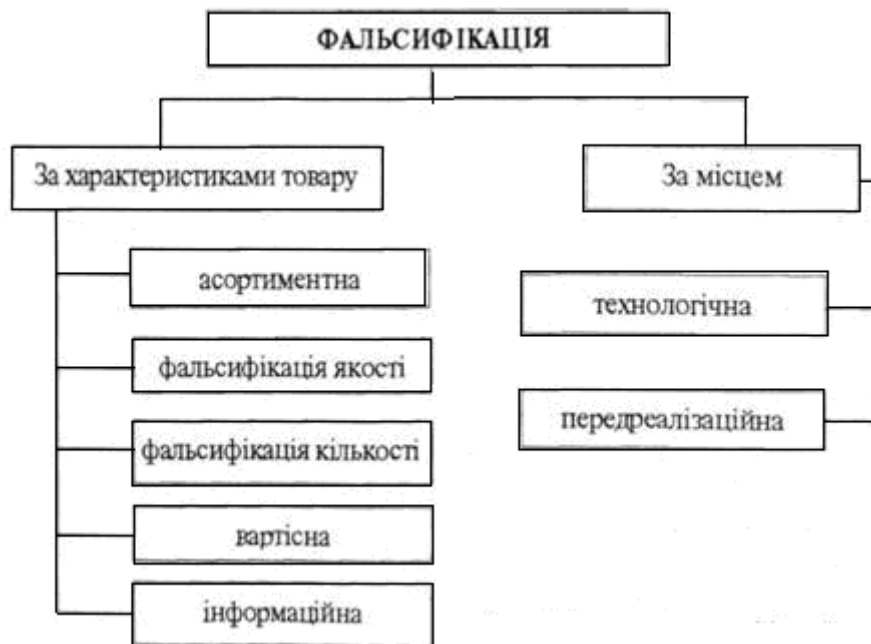 ФАЛЬСИФІКАЦІЯ
За характеристиками товару
асортиментна
фальсифікація якості
фальсифікація кількості
вартісна
інформаційна
За місцем
технологічна
передреалізаційна